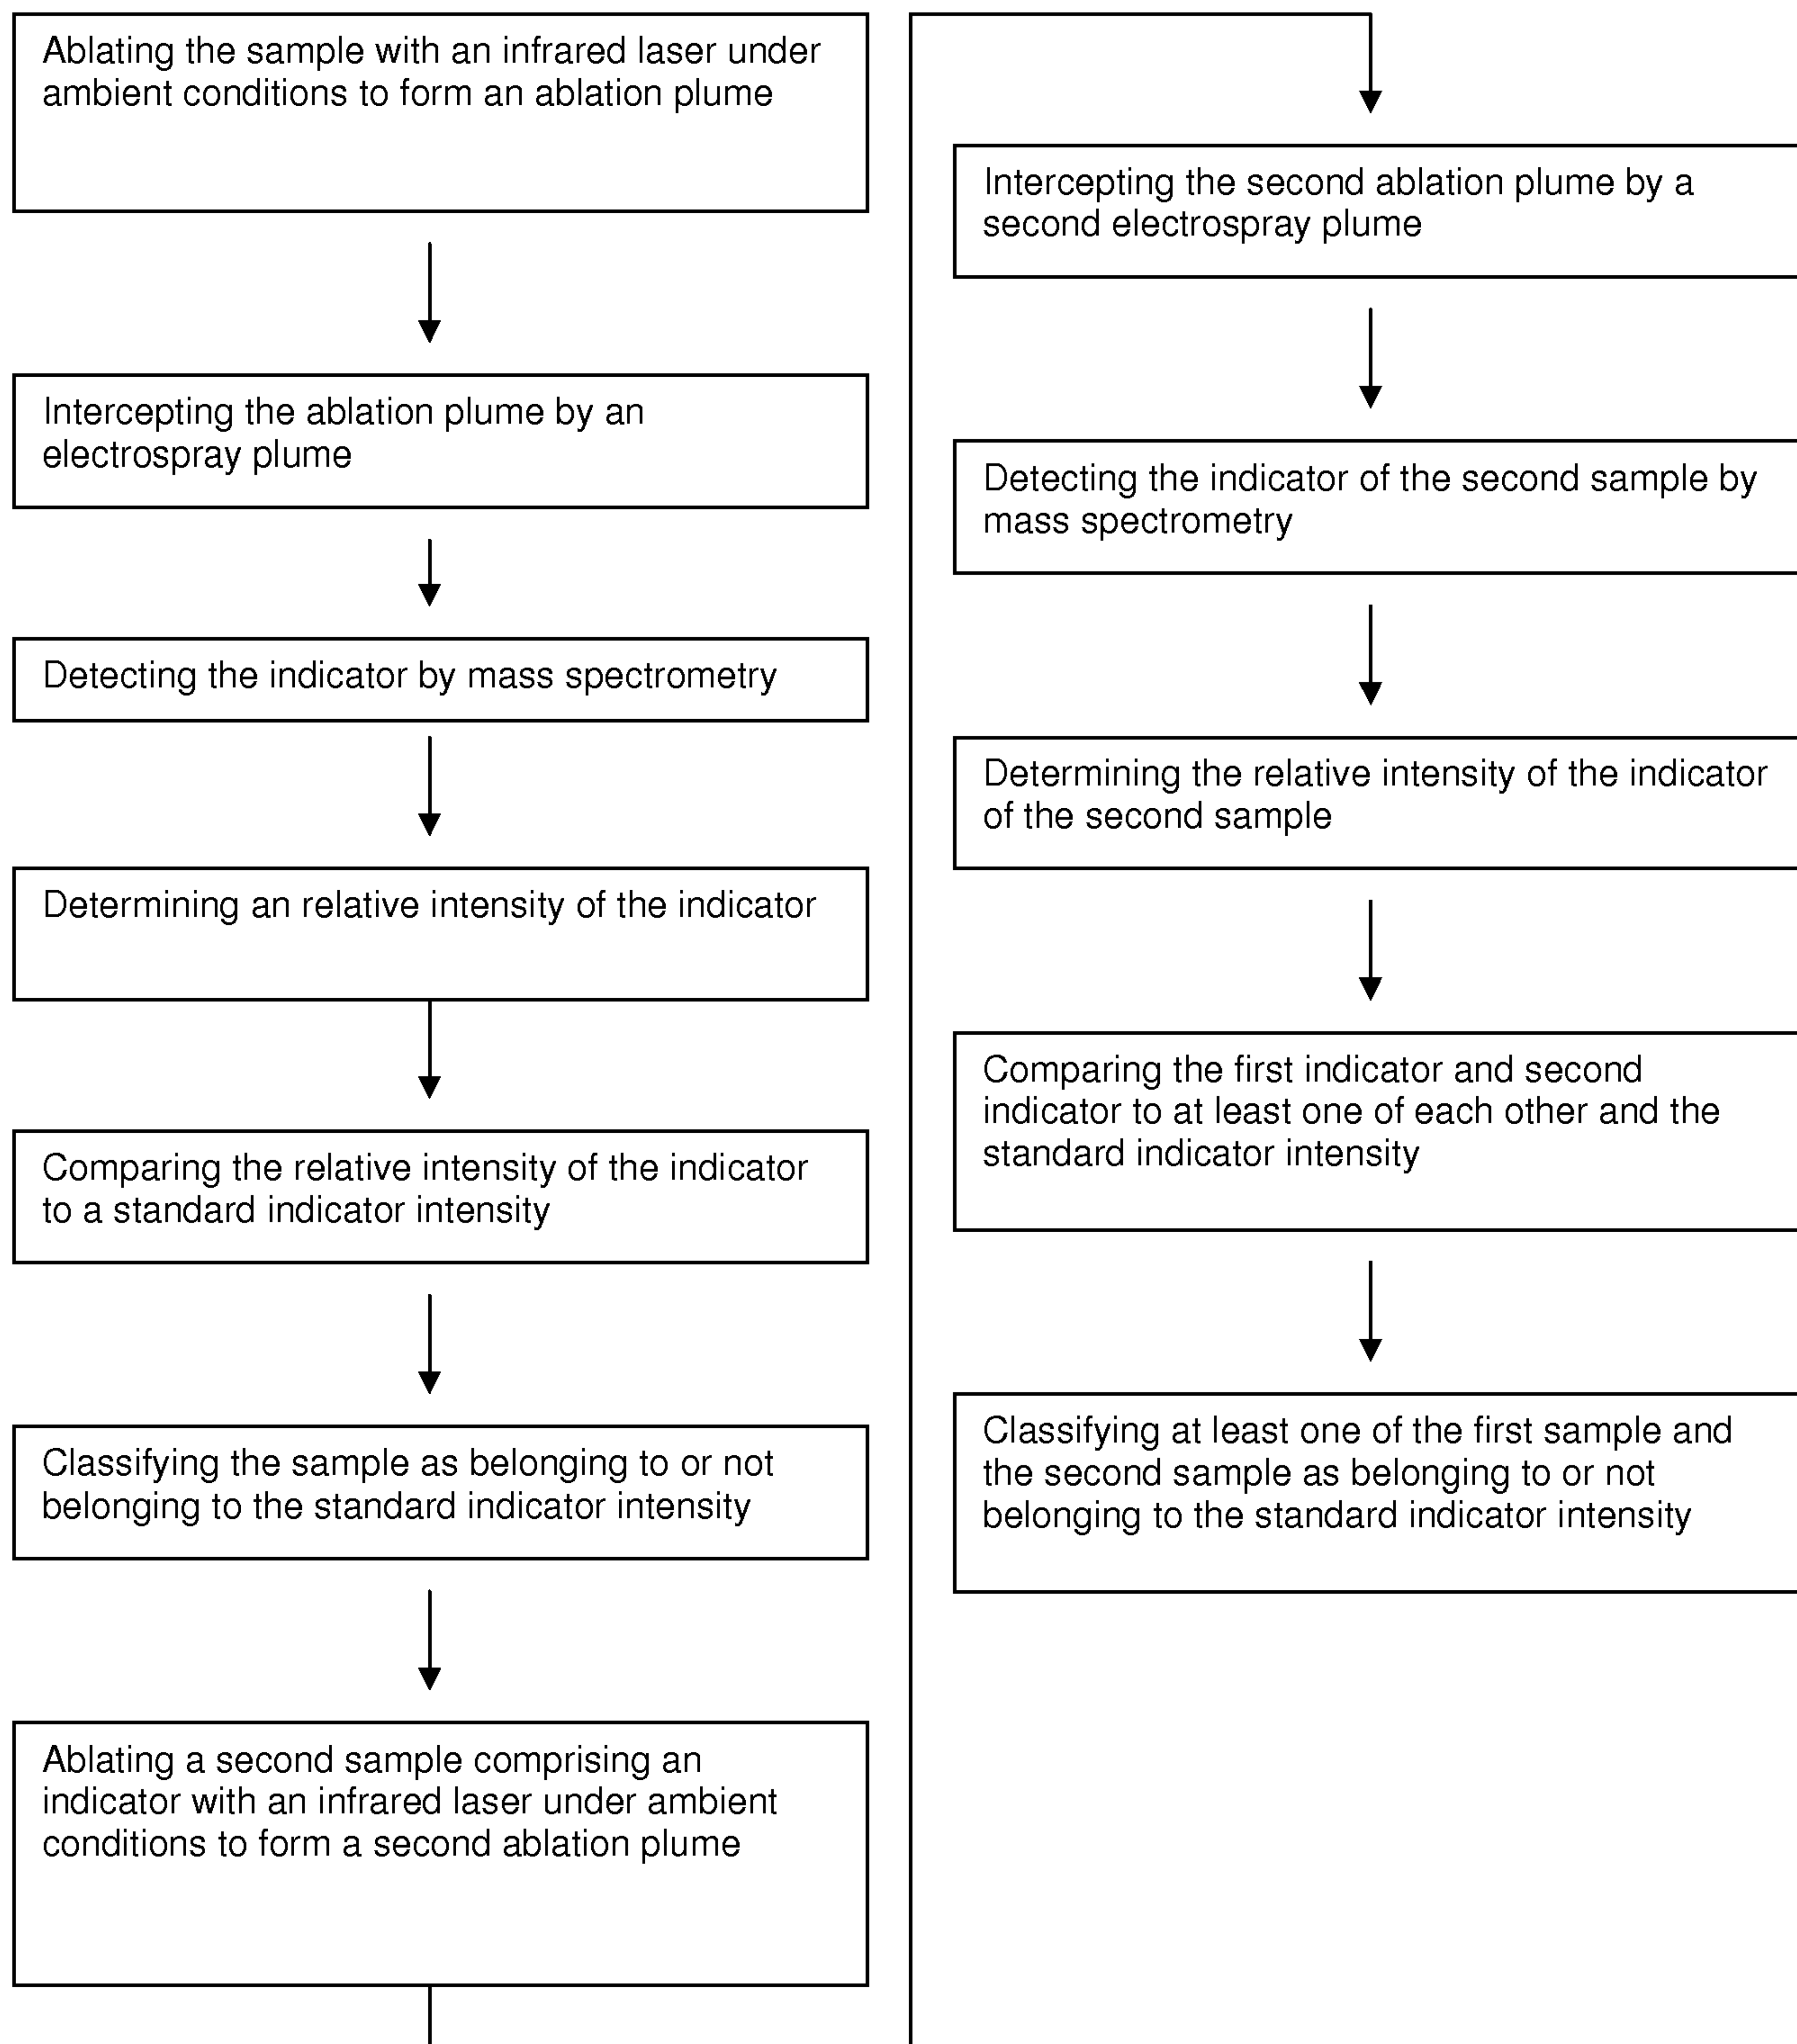 Ablating the sample with an infrared laser under
ambient conditions to form an ablation plume
Intercepting the ablation plume by an
electrospray plume
Detecting the indicator by mass spectrometry
Determining an relative intensity of the indicator
Comparing the relative intensity of the indicator
to a standard indicator intensity
Classifying the sample as belonging to or not
belonging to the standard indicator intensity
Ablating a second sample comprising an
indicator with an infrared laser under ambient
conditions to form a second ablation plume
Intercepting the second ablation plume by a
second electrospray plume
Detecting the indicator of the second sample by
mass spectrometry
Determining the relative intensity of the indicator
of the second sample
Comparing the first indicator and second
indicator to at least one of each other and the
standard indicator intensity
Classifying at least one of the first sample and
the second sample as belonging to or not
belonging to the standard indicator intensity